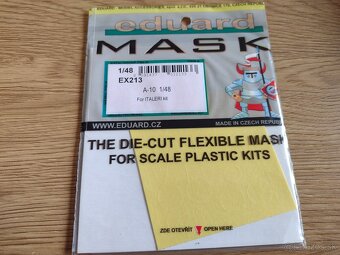 eduard
MASK
1/48
EX213
A-10 1/48
For ITALERI kit
WWW.EDUARD.CZ
MADE IN CZECH REPUBLIC
THE DIE-CUT FLEXIBLE MASK
FOR SCALE PLASTIC KITS
ZDE OTEVŘÍT OPEN HERE